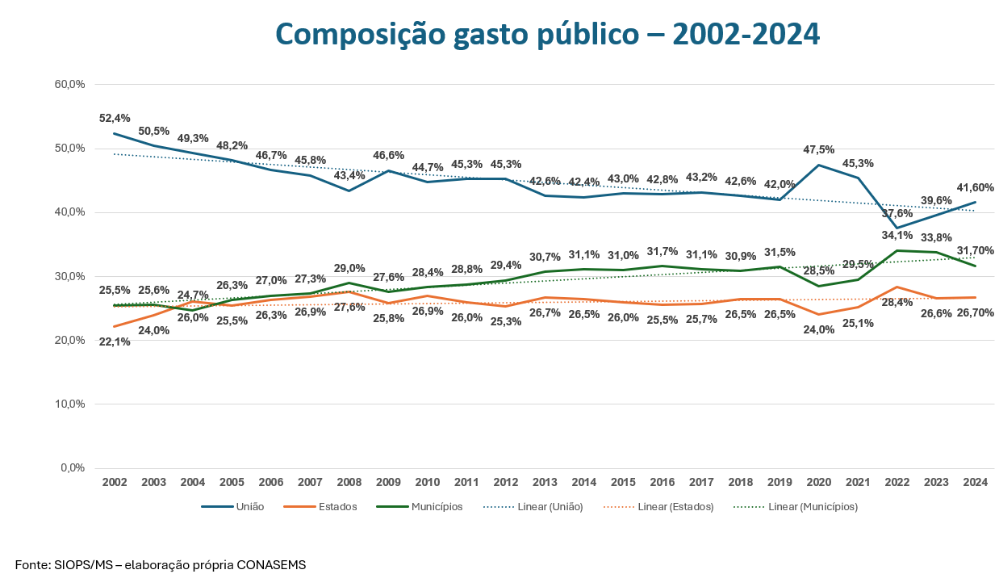 Composição gasto público – 2002-2024
60,0%
50,0%
40,0%
30,0%
20,0%
10,0%
0,0%
52,4% 50,5% 49,3% 48,2% 46,7% 45,8% 43,4% 46,6% 44,7% 45,3% 45,3% 42,6% 42,4% 43,0% 42,8% 43,2% 42,6% 42,0% 47,5% 45,3% 37,6% 39,6% 41,60%
25,5% 25,6% 24,7% 26,3% 27,0% 27,3% 29,0% 27,6% 28,4% 28,8% 29,4% 30,7% 31,1% 31,0% 31,7% 31,1% 30,9% 31,5% 28,5% 29,5% 34,1% 33,8% 31,70%
22,1% 24,0% 26,0% 25,5% 26,3% 26,9% 27,6% 25,8% 26,9% 26,0% 25,3% 26,7% 26,5% 26,0% 25,5% 25,7% 26,5% 26,5% 24,0% 25,1% 28,4% 26,6% 26,70%
2002 2003 2004 2005 2006 2007 2008 2009 2010 2011 2012 2013 2014 2015 2016 2017 2018 2019 2020 2021 2022 2023 2024
União Estados Municípios Linear (União) Linear (Estados) Linear (Municípios)
Fonte: SIOPS/MS – elaboração própria CONASEMS